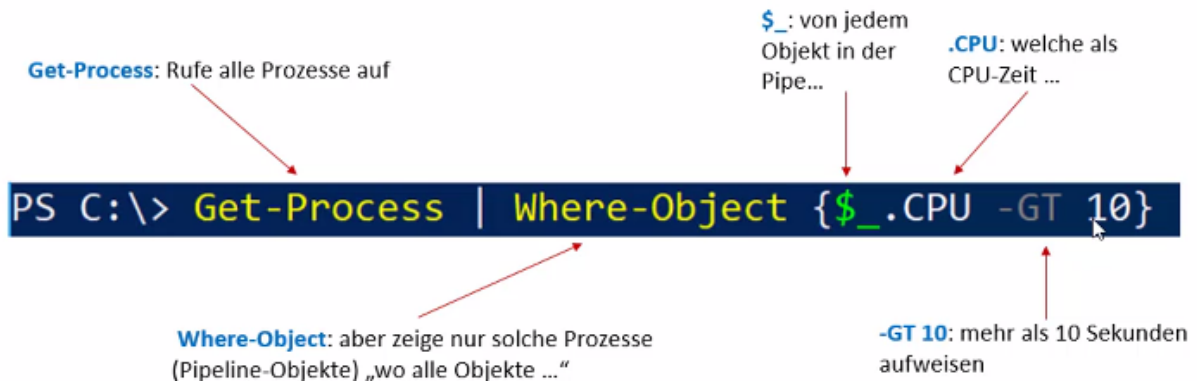 $_: von jedem
Objekt in der
Pipe...
.CPU: welche als
CPU-Zeit ...
Get-Process: Rufe alle Prozesse auf
PS C:\> Get-Process | Where-Object {$_.CPU -GT 10}
Where-Object: aber zeige nur solche Prozesse
(Pipeline-Objekte) „wo alle Objekte ...“
-GT 10: mehr als 10 Sekunden
aufweisen